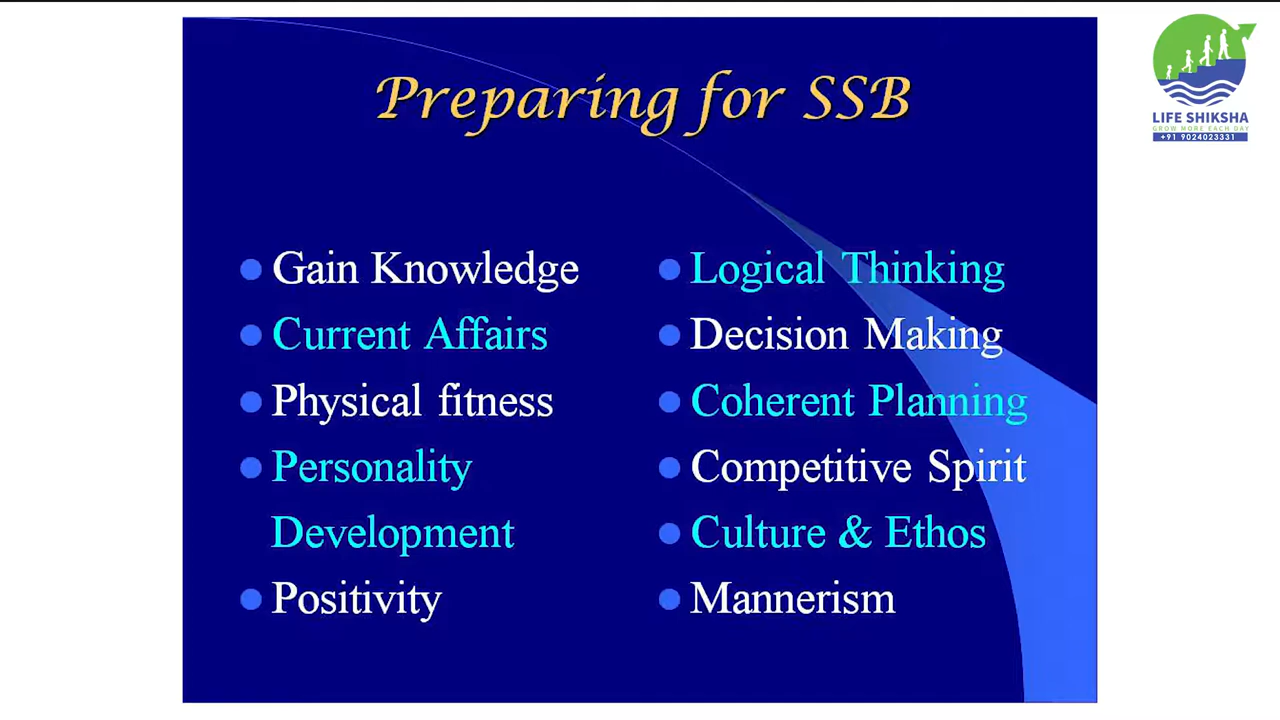 Preparing for SSB
LIFE SHIKSHA
GROW MORE EACH DAY
+91 9024023331
Gain Knowledge
Current Affairs
Physical fitness
Personality
Development
Positivity
Logical Thinking
Decision Making
Coherent Planning
Competitive Spirit
Culture & Ethos
Mannerism